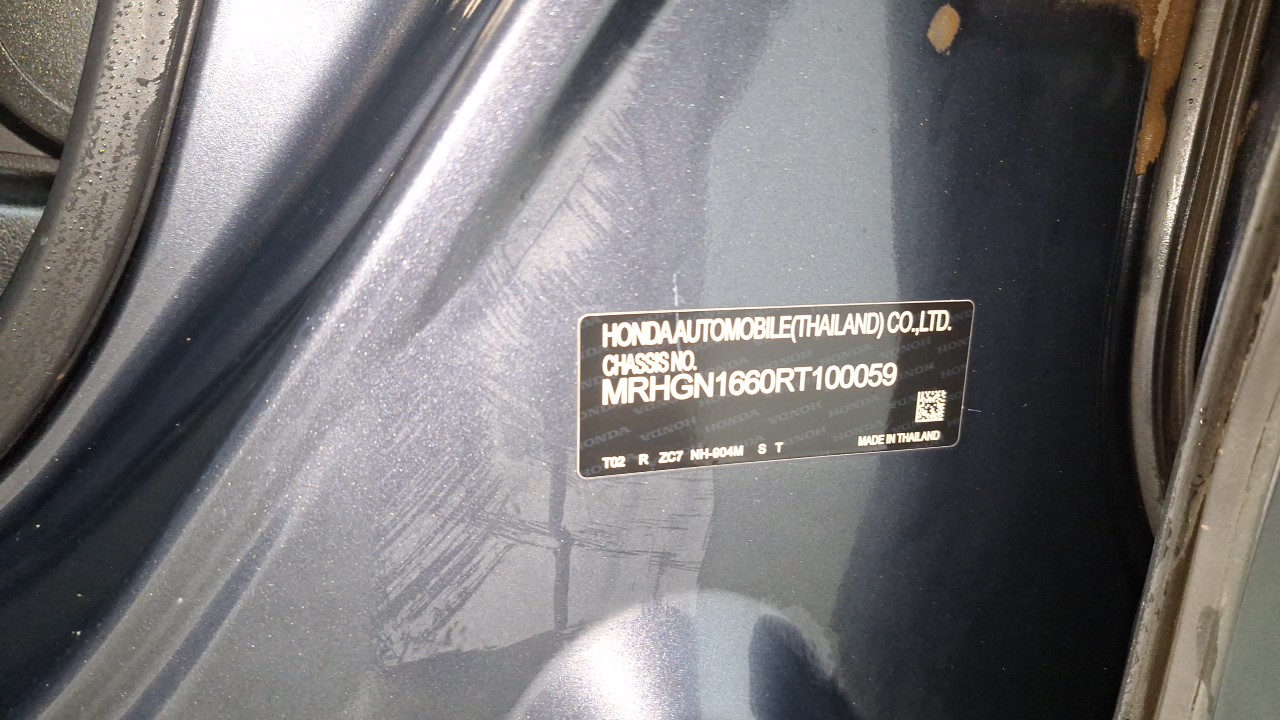 HONDA AUTOMOBILE(THAILAND) CO.,LTD.
CHASSIS NO.
MRHGN1660RT100059
MADE IN THAILAND
T02 R ZC7 NH-904M S T